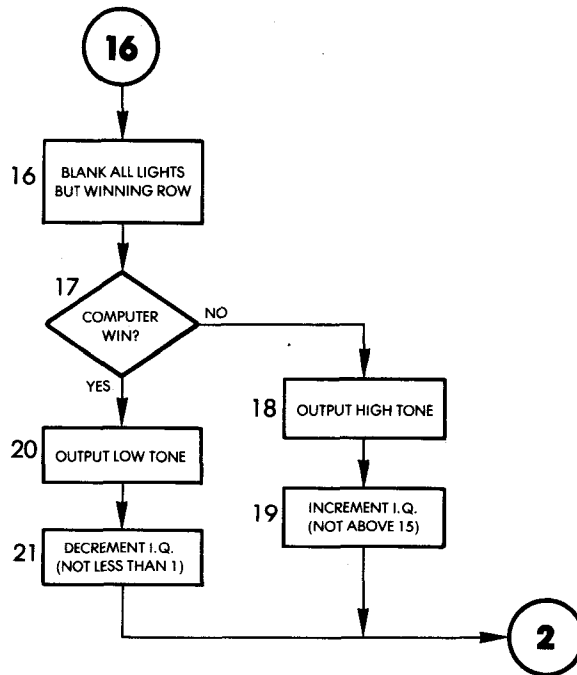 16
16
BLANK ALL LIGHTS
BUT WINNING ROW
17
COMPUTER
WIN?
NO
YES
18
OUTPUT HIGH TONE
20
OUTPUT LOW TONE
19
INCREMENT I.Q.
(NOT ABOVE 15)
21
DECREMENT I.Q.
(NOT LESS THAN 1)
2